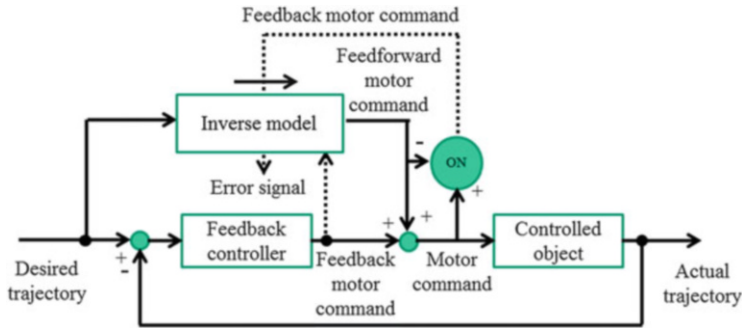 Feedback motor command
Feedforward
motor
command
Inverse model
-
ON
Error signal
+
+
+
Feedback
controller
Controlled
object
+
-
Desired
trajectory
Feedback
motor
command
Motor
command
Actual
trajectory